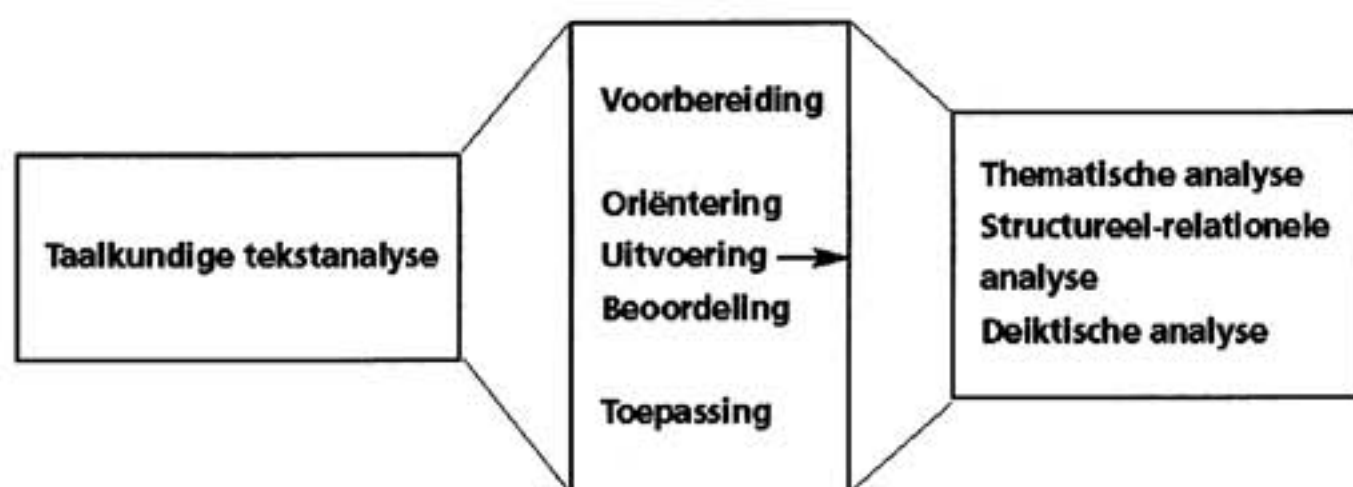 Taalkundige tekstanalyse
Voorbereiding
Oriëntering
Uitvoering
Beoordeling
Toepassing
Thematische analyse
Structureel-relationele
analyse
Deiktische analyse